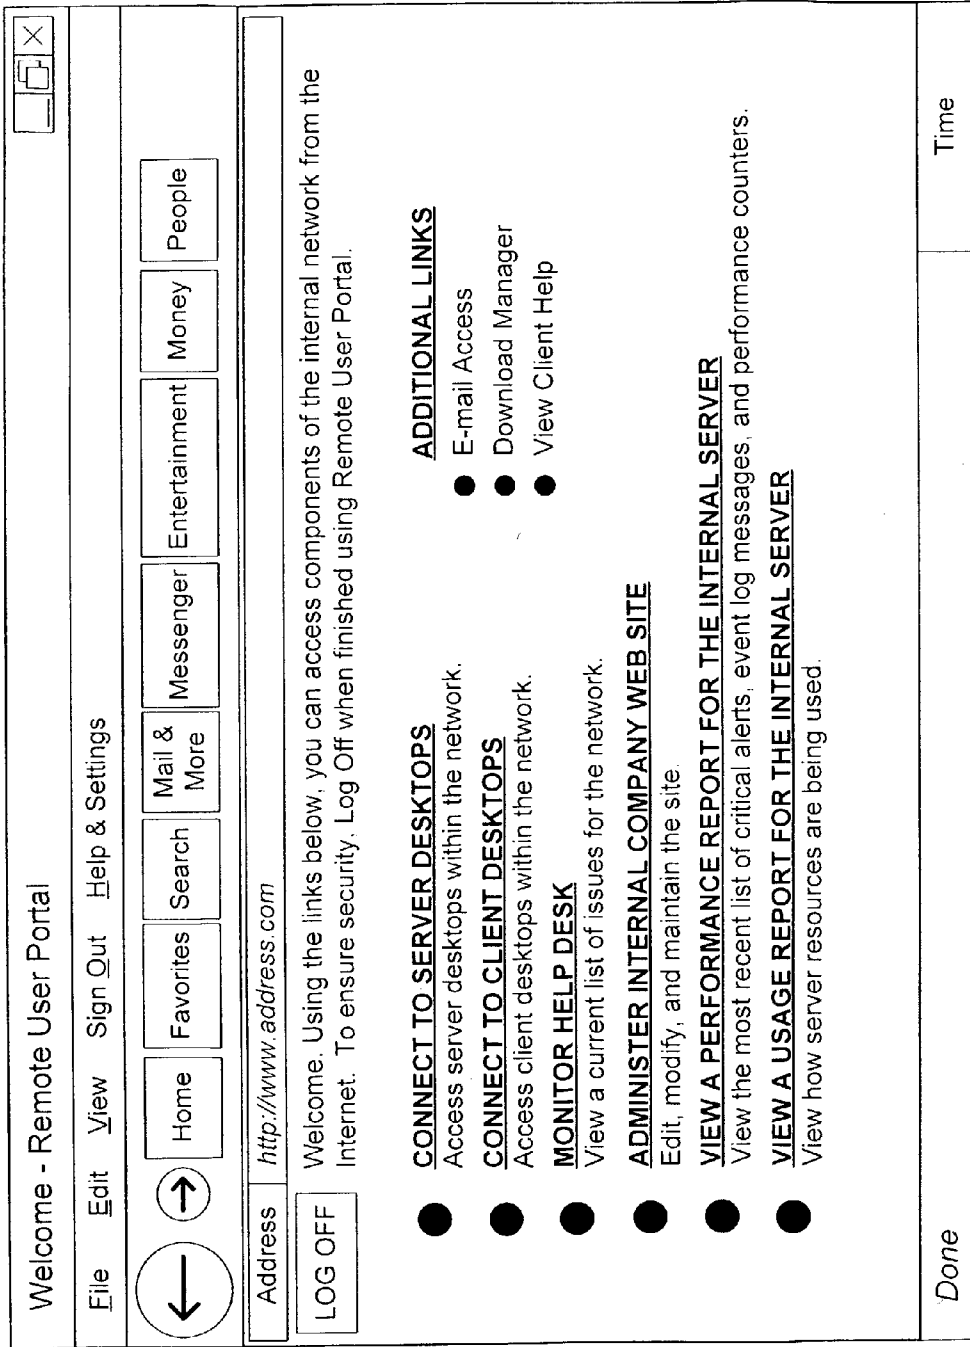 Welcome - Remote User Portal
File Edit View Sign Out Help & Settings
Home Favorites Search Mail & More Messenger Entertainment Money People
Address http://www.address.com
LOG OFF
Welcome. Using the links below, you can access components of the internal network from the
Internet. To ensure security, Log Off when finished using Remote User Portal.
CONNECT TO SERVER DESKTOPS
Access server desktops within the network.
CONNECT TO CLIENT DESKTOPS
Access client desktops within the network.
MONITOR HELP DESK
View a current list of issues for the network.
ADMINISTER INTERNAL COMPANY WEB SITE
Edit, modify, and maintain the site.
VIEW A PERFORMANCE REPORT FOR THE INTERNAL SERVER
View the most recent list of critical alerts, event log messages, and performance counters.
VIEW A USAGE REPORT FOR THE INTERNAL SERVER
View how server resources are being used.
ADDITIONAL LINKS
E-mail Access
Download Manager
View Client Help
Done
Time